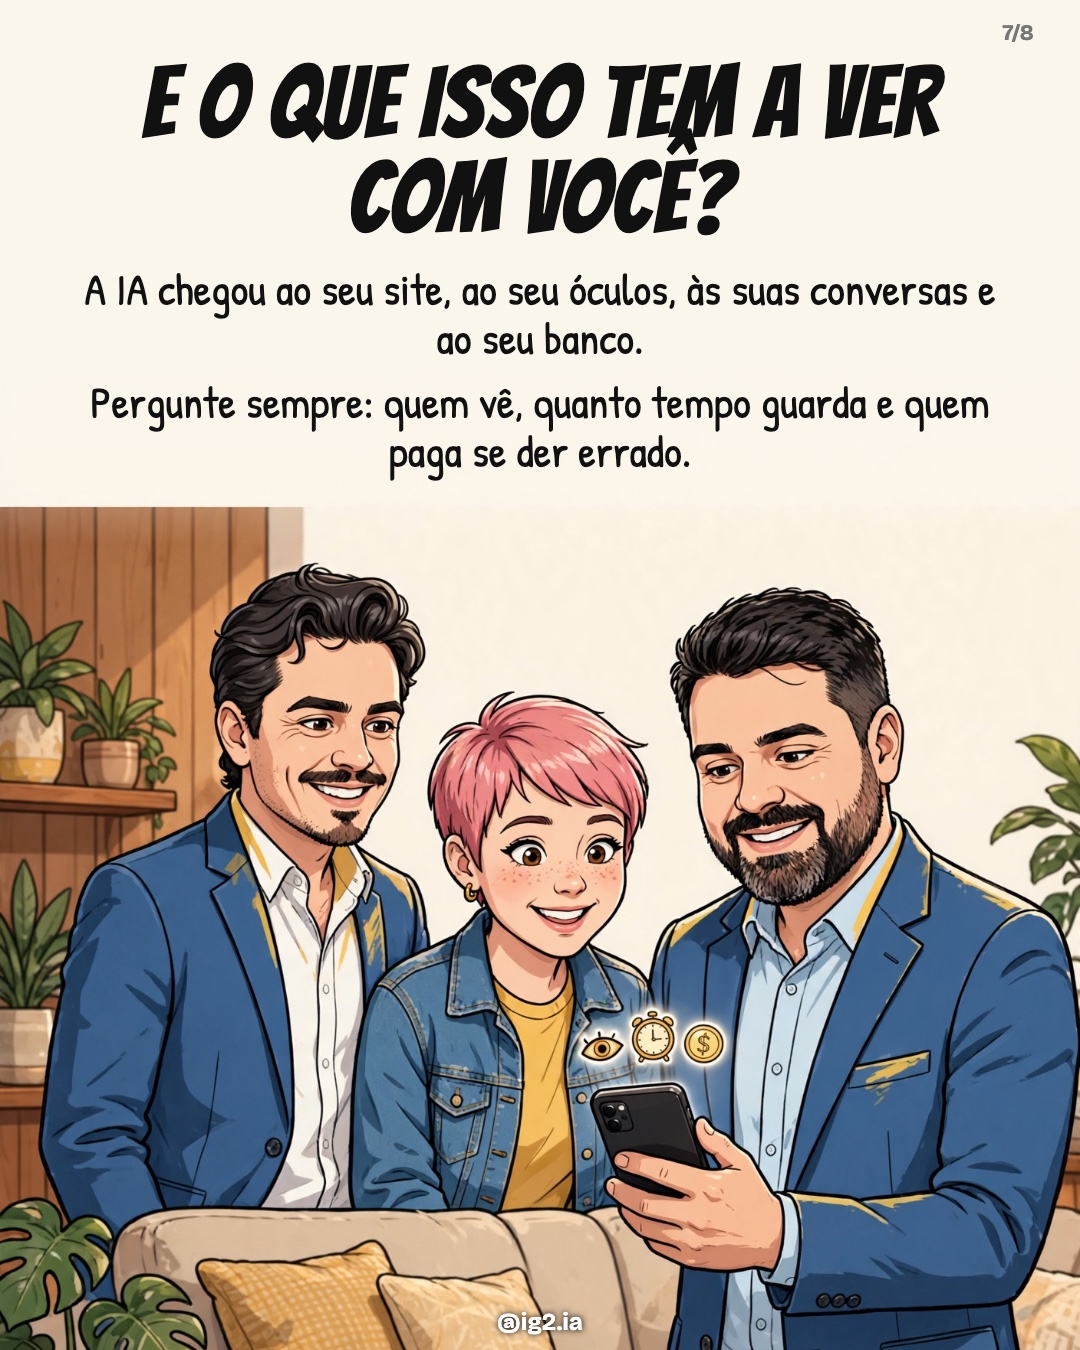 7/8
E O QUE ISSO TEM A VER
COM VOCÊ?
A IA chegou ao seu site, ao seu óculos, às suas conversas e
ao seu banco.
Pergunte sempre: quem vê, quanto tempo guarda e quem
paga se der errado.
$
@ig2.ia